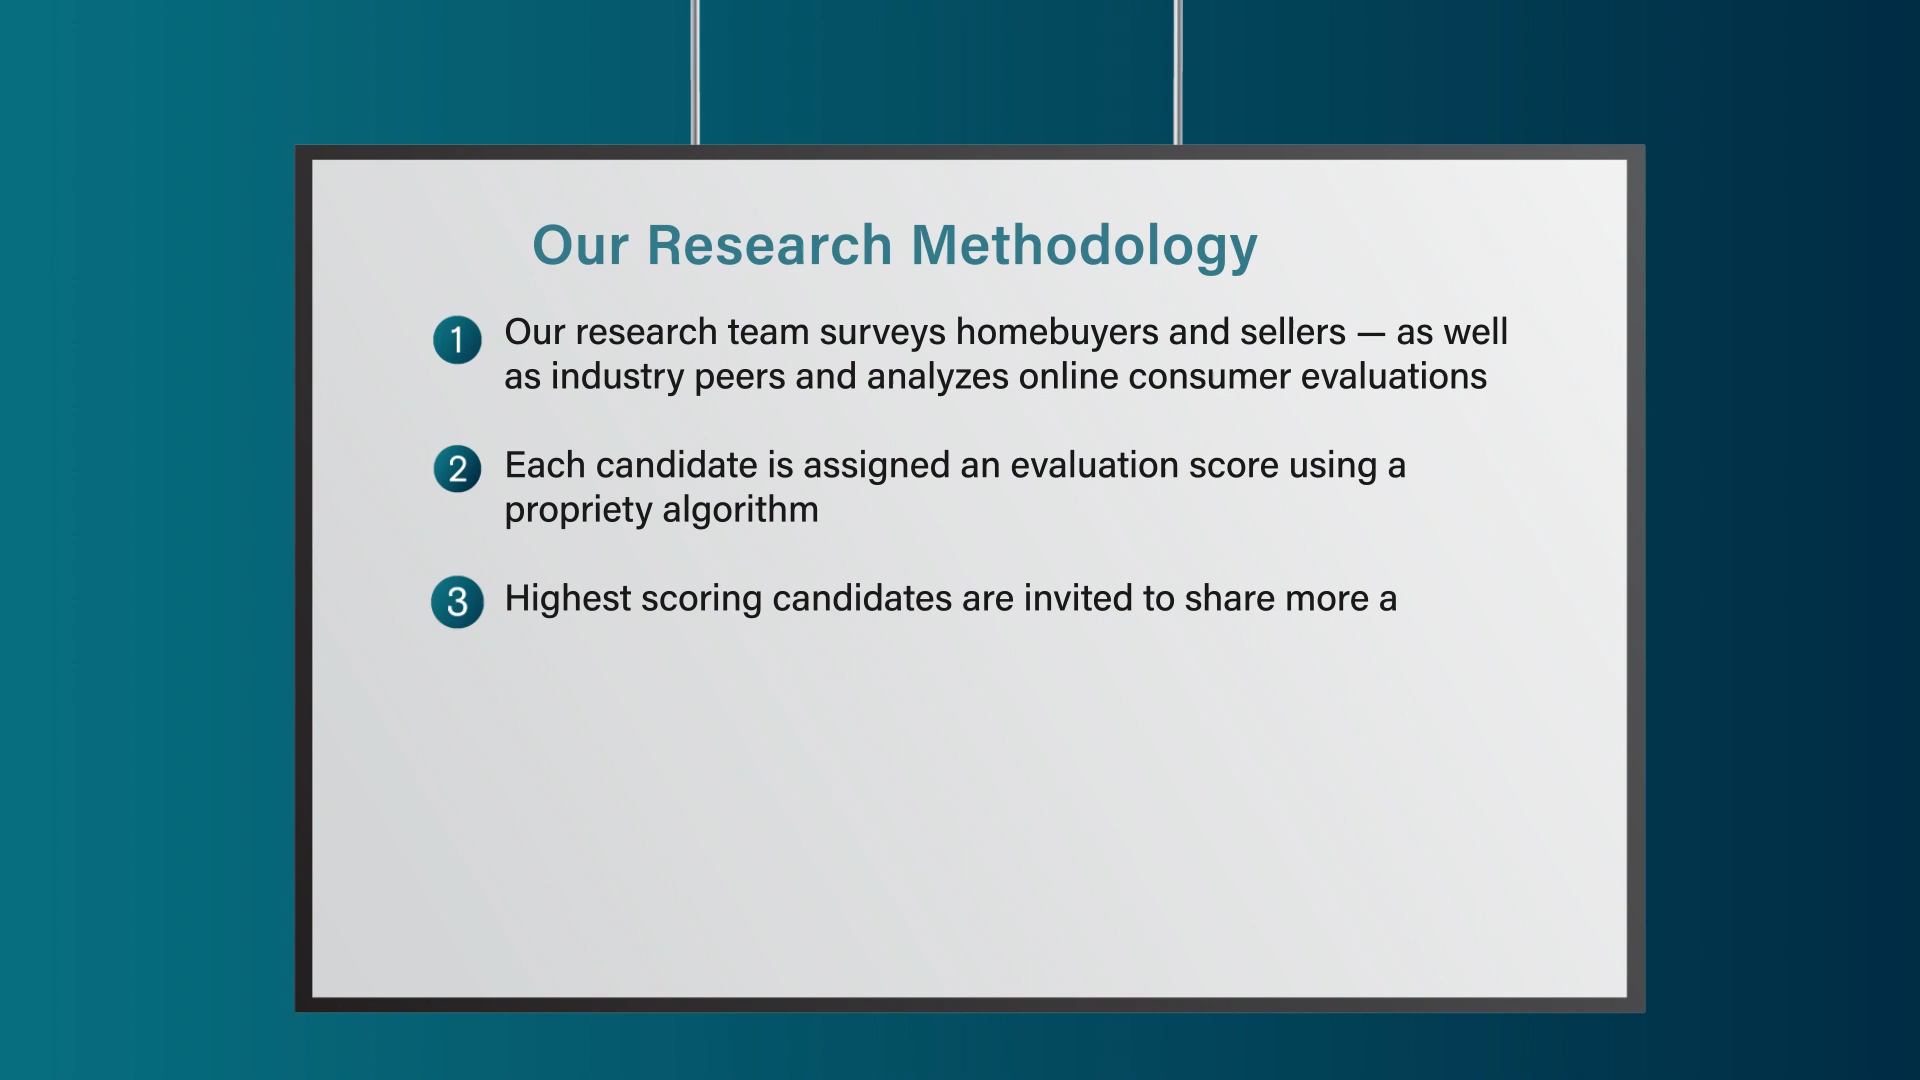 Our Research Methodology
1 Our research team surveys homebuyers and sellers — as well
as industry peers and analyzes online consumer evaluations
2 Each candidate is assigned an evaluation score using a
propriety algorithm
3 Highest scoring candidates are invited to share more a